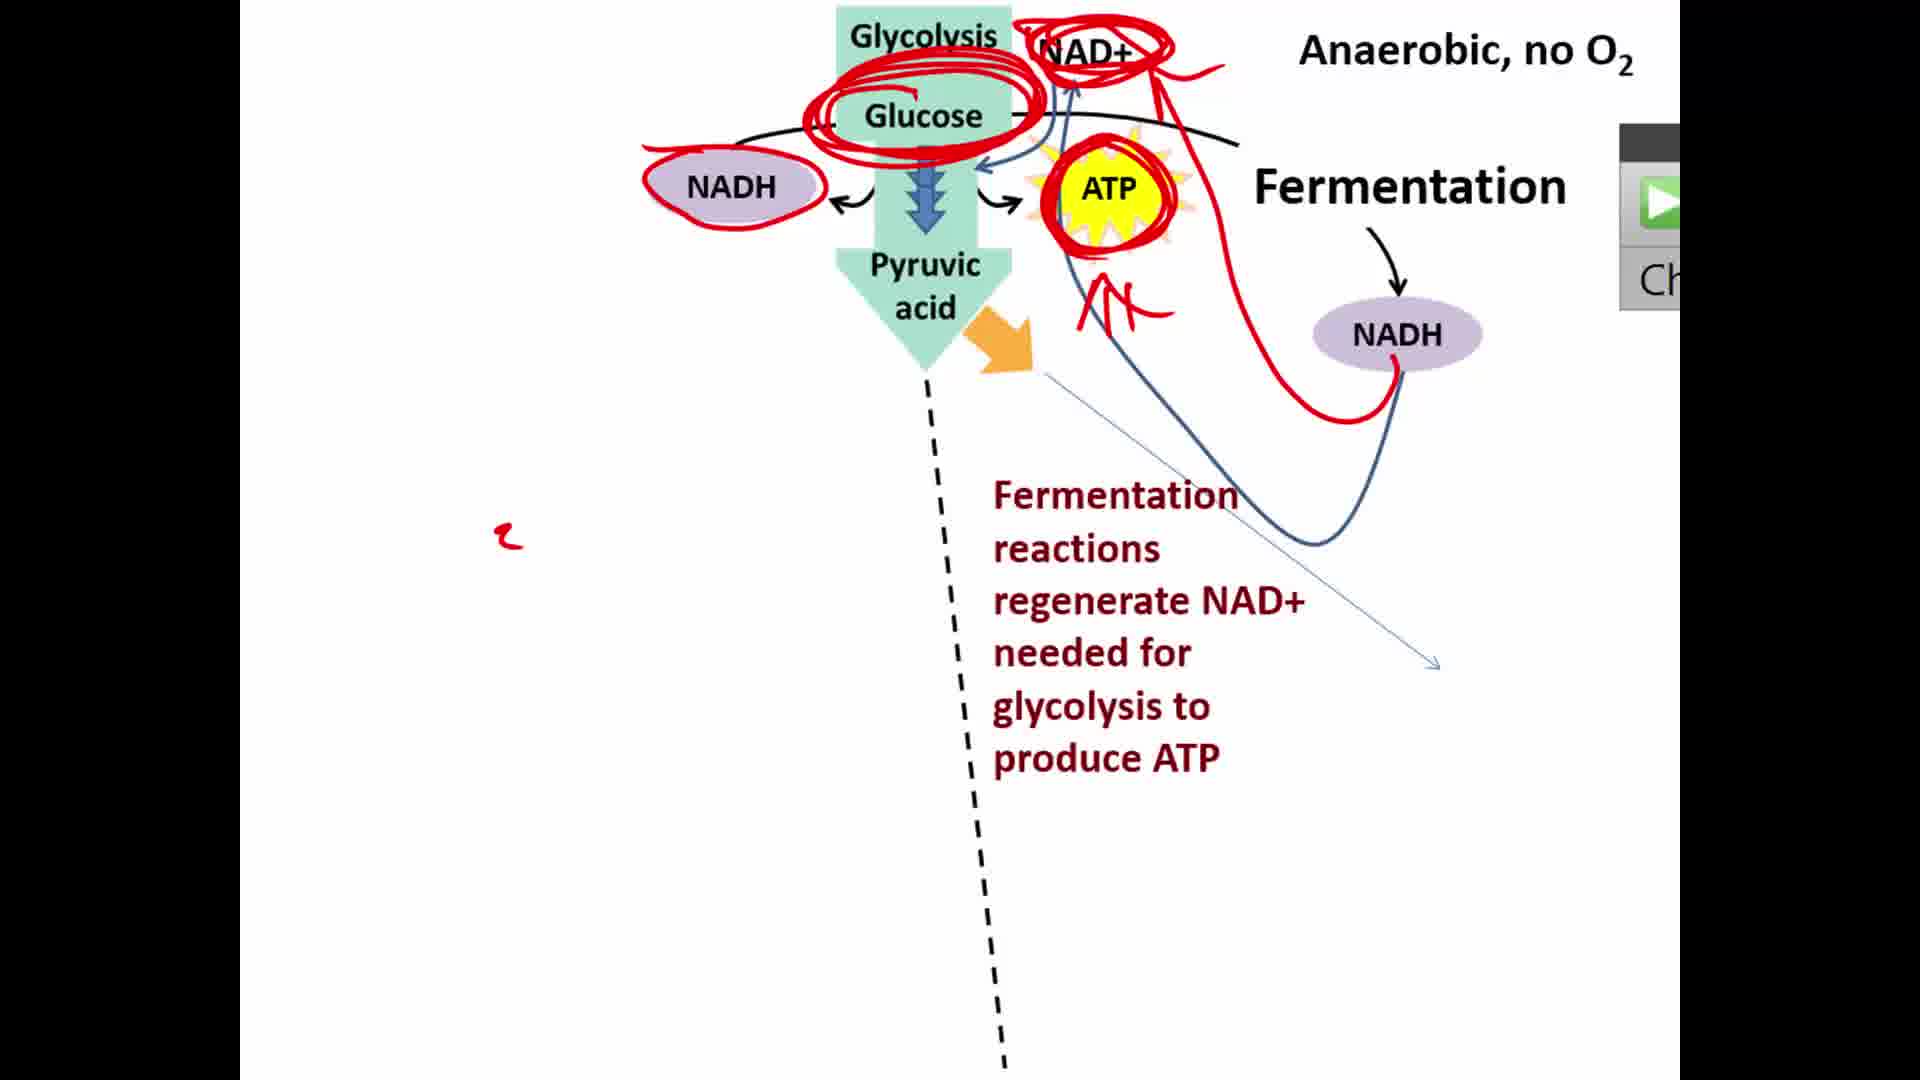 Glycolysis
NAD+
Anaerobic, no O₂
Glucose
NADH
ATP
Fermentation
Pyruvic
acid
NADH
Ch
Fermentation
reactions
regenerate NAD+
needed for
glycolysis to
produce ATP